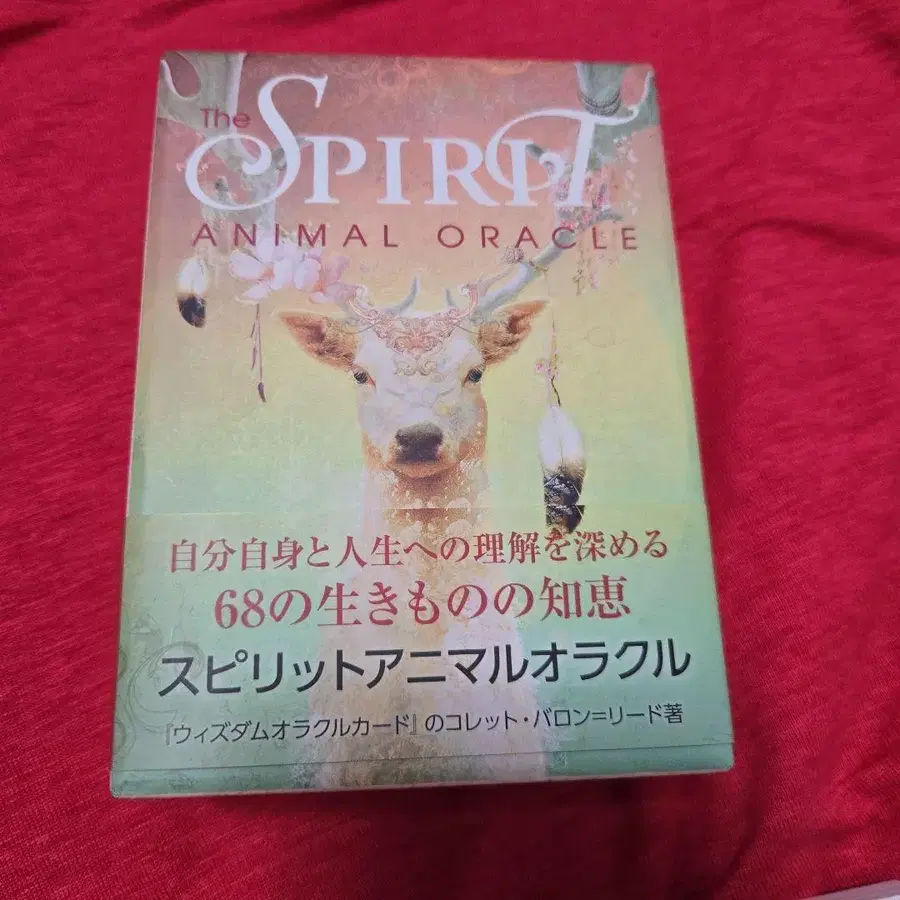 The
SPIRIT
ANIMAL ORACLE
自分自身と人生への理解を深める
68の生きものの知恵
スピリットアニマルオラクル
『ウィズダムオラクルカード』のコレット・バロン=リード著